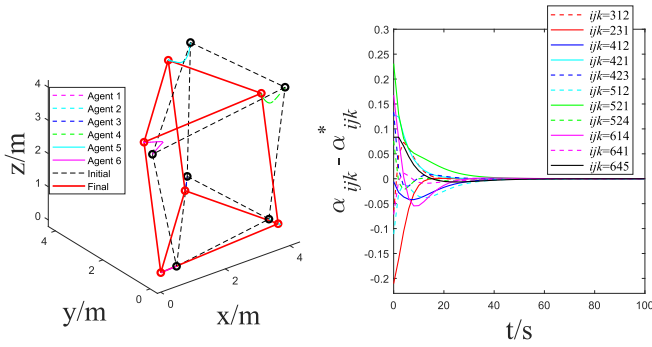 z/m
4
3
2
1
0
Agent 1
Agent 2
Agent 3
Agent 4
Agent 5
Agent 6
Initial
Final
4
2
0
y/m
0
2
4
x/m
α ijk - α*ijk
0.3
0.25
0.2
0.15
0.1
0.05
0
-0.05
-0.1
-0.15
-0.2
ijk=312
ijk=231
ijk=412
ijk=421
ijk=423
ijk=512
ijk=521
ijk=524
ijk=614
ijk=641
ijk=645
0
20
40
60
80
100
t/s